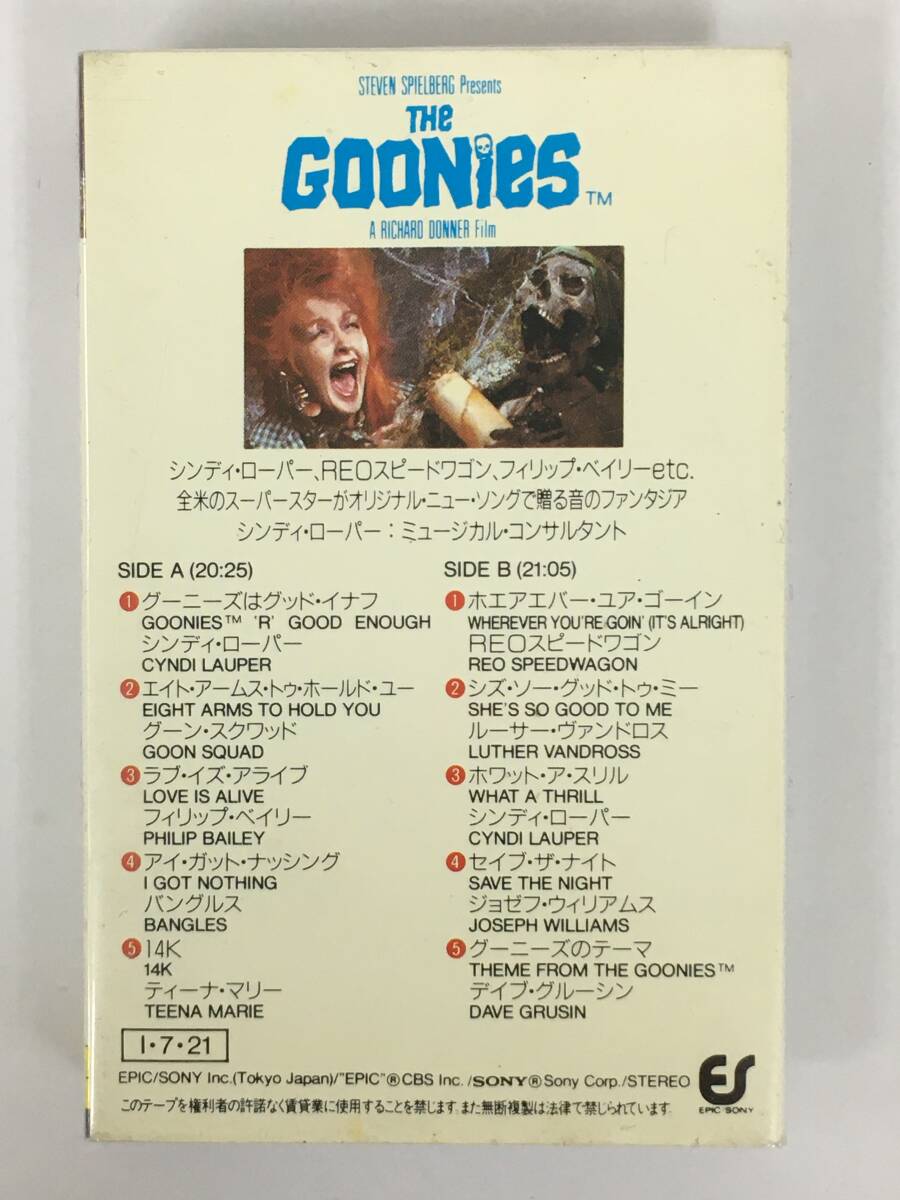 STEVEN SPIELBERG Presents
THE
GOONIES TM
A RICHARD DONNER Film
シンディ・ローパー、REOスピードワゴン、フィリップ・ベイリーetc.
全米のスーパースターがオリジナル・ニュー・ソングで贈る音のファンタジア
シンディ・ローパー：ミュージカル・コンサルタント
SIDE A (20:25)
1 グーニーズはグッド・イナフ
GOONIES™ 'R' GOOD ENOUGH
シンディ・ローパー
CYNDI LAUPER
2 エイト・アームス・トゥ・ホールド・ユー
EIGHT ARMS TO HOLD YOU
グーン・スクワッド
GOON SQUAD
3 ラブ・イズ・アライブ
LOVE IS ALIVE
フィリップ・ベイリー
PHILIP BAILEY
4 アイ・ガット・ナッシング
I GOT NOTHING
バングルス
BANGLES
5 14K
14K
ティーナ・マリー
TEENA MARIE
SIDE B (21:05)
1 ホエアエバー・ユア・ゴーイン
WHEREVER YOU'RE GOIN' (IT'S ALRIGHT)
REOスピードワゴン
REO SPEEDWAGON
2 シズ・ソー・グッド・トゥ・ミー
SHE'S SO GOOD TO ME
ルーサー・ヴァンドロス
LUTHER VANDROSS
3 ホワット・ア・スリル
WHAT A THRILL
シンディ・ローパー
CYNDI LAUPER
4 セイブ・ザ・ナイト
SAVE THE NIGHT
ジョゼフ・ウィリアムス
JOSEPH WILLIAMS
5 グーニーズのテーマ
THEME FROM THE GOONIES™
デイブ・グルーシン
DAVE GRUSIN
I・7・21
EPIC/SONY Inc.(Tokyo Japan)/"EPIC"®CBS Inc. /SONY®Sony Corp./STEREO
ES
EPIC/SONY
このテープを権利者の許諾なく賃貸業に使用することを禁じます。また無断複製は法律で禁じられています。